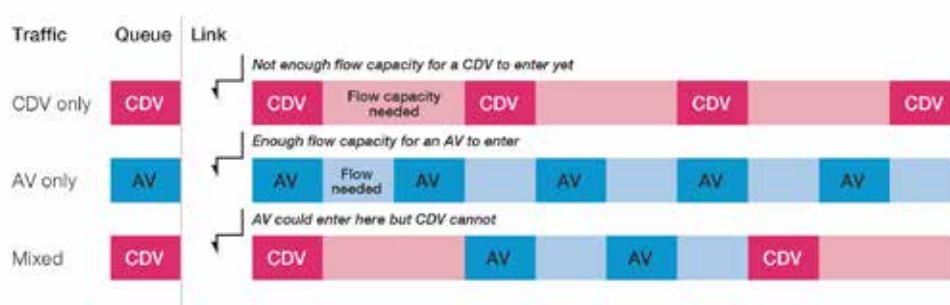 Traffic Queue Link
Not enough flow capacity for a CDV to enter yet
CDV only CDV CDV Flow capacity needed CDV CDV CDV
Enough flow capacity for an AV to enter
AV only AV AV Flow needed AV AV AV AV
AV could enter here but CDV cannot
Mixed CDV CDV AV AV CDV